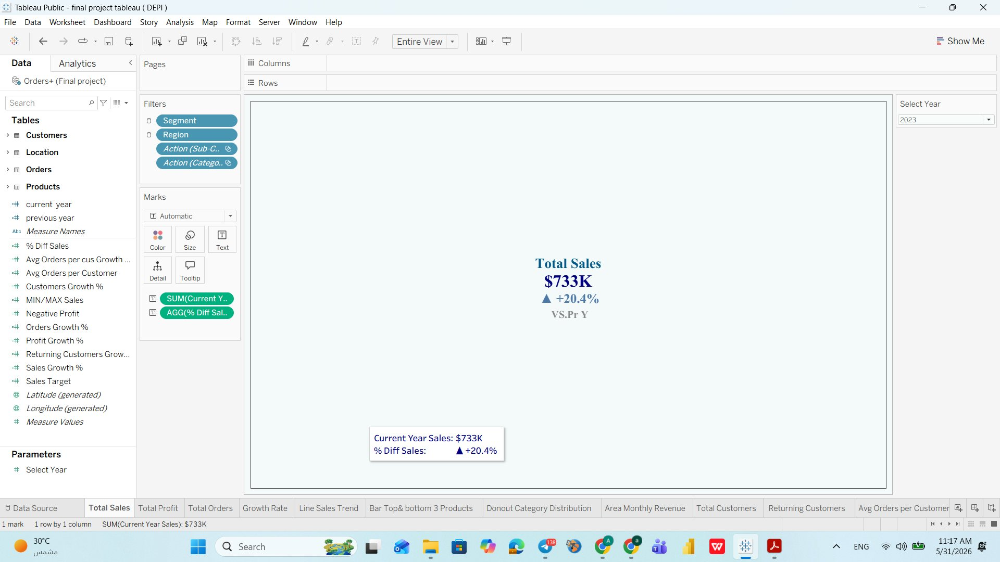 Tableau Public - final project tableau ( DEPI )
File Data Worksheet Dashboard Story Analysis Map Format Server Window Help
Entire View
Show Me
Data Analytics
Orders+ (Final project)
Search
Tables
Customers
Location
Orders
Products
current year
previous year
Abc Measure Names
% Diff Sales
Avg Orders per cus Growth ...
Avg Orders per Customer
Customers Growth %
MIN/MAX Sales
Negative Profit
Orders Growth %
Profit Growth %
Returning Customers Grow...
Sales Growth %
Sales Target
Latitude (generated)
Longitude (generated)
Measure Values
Parameters
Select Year
Pages
Filters
Segment
Region
Action (Sub-C..
Action (Catego..
Marks
Automatic
Color Size Text
Detail Tooltip
SUM(Current Y..
AGG(% Diff Sal..
Columns
Rows
Total Sales
$733K
▲ +20.4%
VS.Pr Y
Current Year Sales: $733K
% Diff Sales: ▲ +20.4%
Select Year
2023
Data Source Total Sales Total Profit Total Orders Growth Rate Line Sales Trend Bar Top& bottom 3 Products Donout Category Distribution Area Monthly Revenue Total Customers Returning Customers Avg Orders per Customer
1 mark 1 row by 1 column SUM(Current Year Sales): $733K
30°C
مشمس
Search
138
A
a
ENG
11:17 AM
5/31/2026